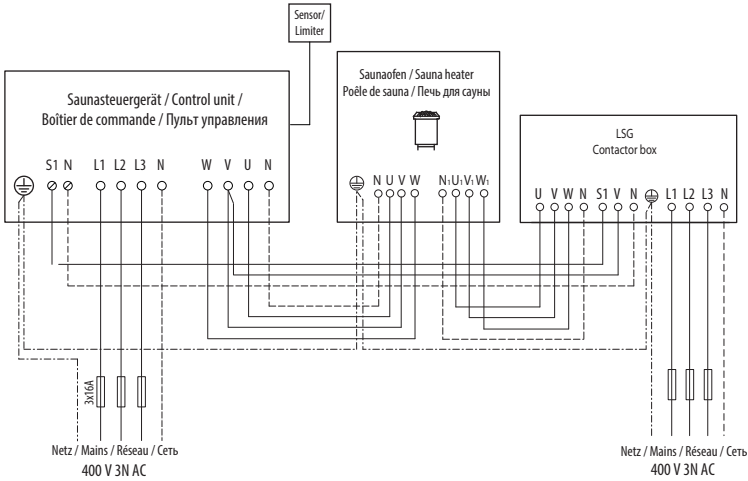 Sensor/
Limiter
Saunasteuergerät / Control unit /
Boîtier de commande / Пульт управления
S1 N L1 L2 L3 N W V U N
Saunaofen / Sauna heater
Poêle de sauna / Печь для сауны
N U V W N1 U1 V1 W1
LSG
Contactor box
U V W N S1 V N L1 L2 L3 N
3x16A
Netz / Mains / Réseau / Сеть
400 V 3N AC
Netz / Mains / Réseau / Сеть
400 V 3N AC